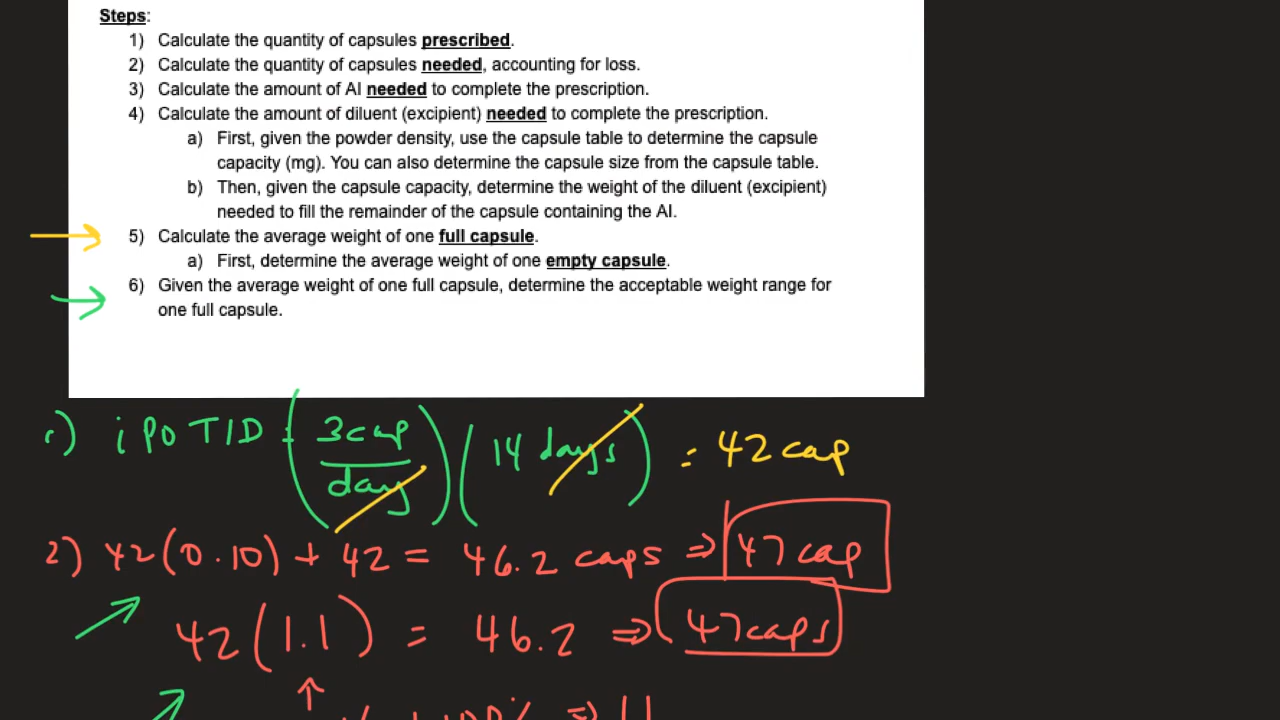 Steps:
1) Calculate the quantity of capsules prescribed.
2) Calculate the quantity of capsules needed, accounting for loss.
3) Calculate the amount of AI needed to complete the prescription.
4) Calculate the amount of diluent (excipient) needed to complete the prescription.
a) First, given the powder density, use the capsule table to determine the capsule
capacity (mg). You can also determine the capsule size from the capsule table.
b) Then, given the capsule capacity, determine the weight of the diluent (excipient)
needed to fill the remainder of the capsule containing the AI.
5) Calculate the average weight of one full capsule.
a) First, determine the average weight of one empty capsule.
6) Given the average weight of one full capsule, determine the acceptable weight range for
one full capsule.
1) i PO TID = (3cap/day)(14 days) = 42 cap
2) 42(0.10) + 42 = 46.2 caps ⇒ 47 cap
42(1.1) = 46.2 ⇒ 47caps